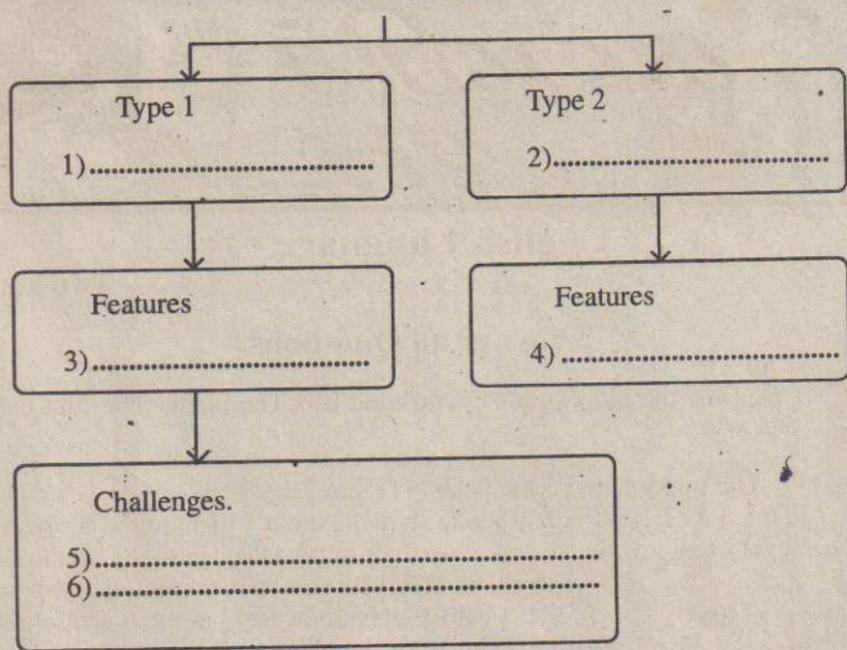 Type 1
1)..........................................
Type 2
2)..........................................
Features
3)..........................................
Features
4)..........................................
Challenges.
5)..........................................................................
6)..........................................................................